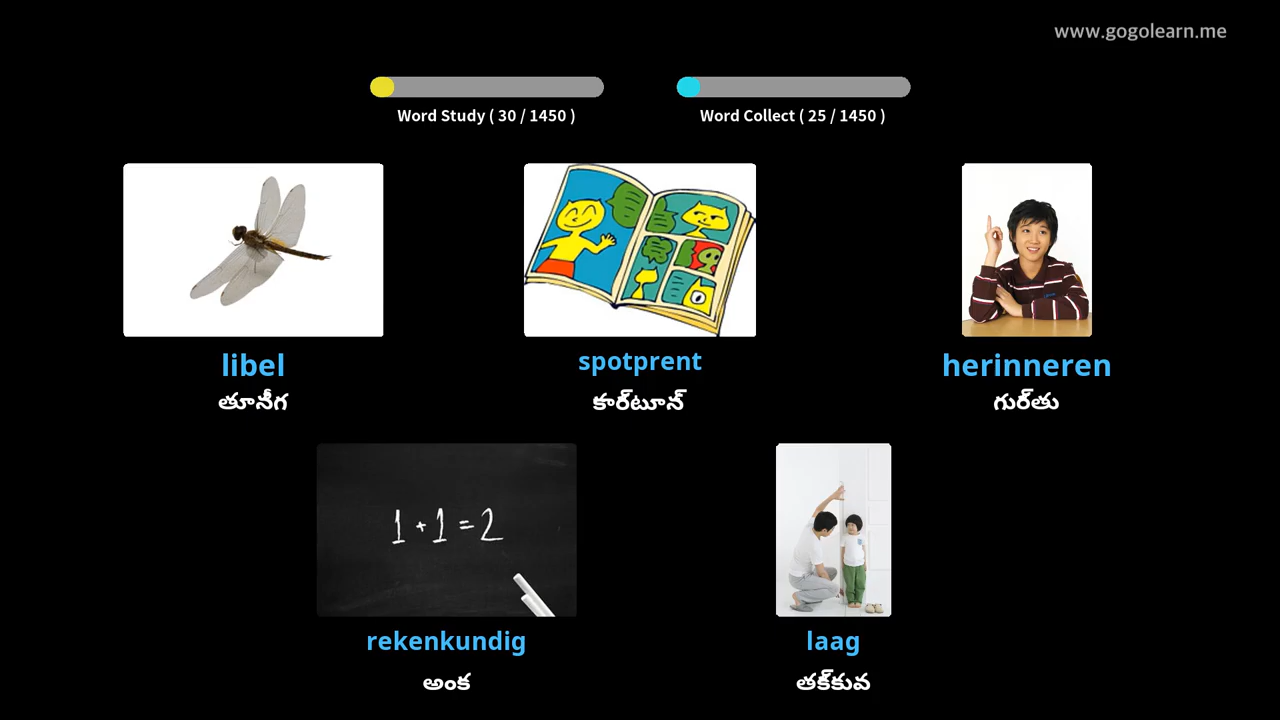 www.gogolearn.me
Word Study ( 30 / 1450 )
Word Collect ( 25 / 1450 )
libel
spotprent
herinneren
తూనీగ
కార్‌టూన్
గుర్‌తు
1 + 1 = 2
rekenkundig
laag
అంక
తక్‌కువ